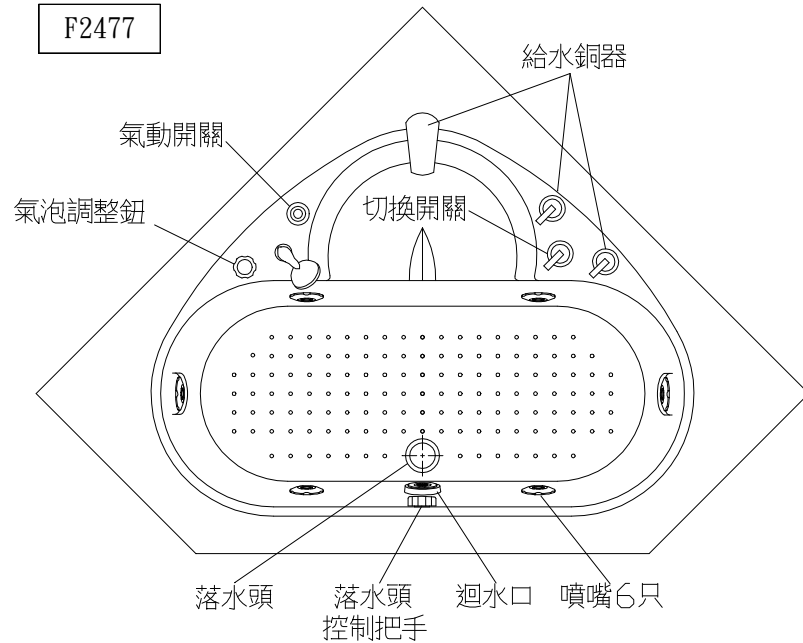 F2477
給水銅器
氣動開關
氣泡調整鈕
切換開關
落水頭
落水頭
控制把手
迴水口
噴嘴6只